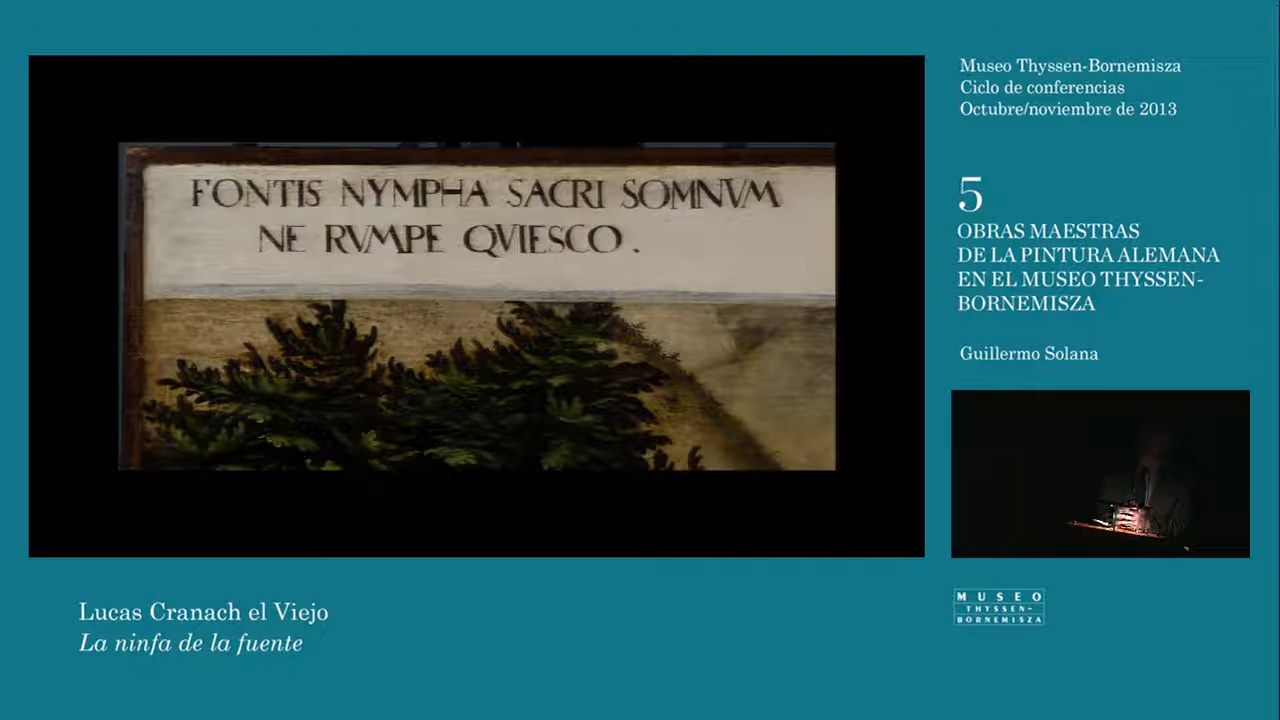 FONTIS NYMPHA SACRI SOMNVM
NE RVMPE QVIESCO.
Lucas Cranach el Viejo
La ninfa de la fuente
Museo Thyssen-Bornemisza
Ciclo de conferencias
Octubre/noviembre de 2013
5
OBRAS MAESTRAS
DE LA PINTURA ALEMANA
EN EL MUSEO THYSSEN-
BORNEMISZA
Guillermo Solana
MUSEO
THYSSEN-
BORNEMISZA